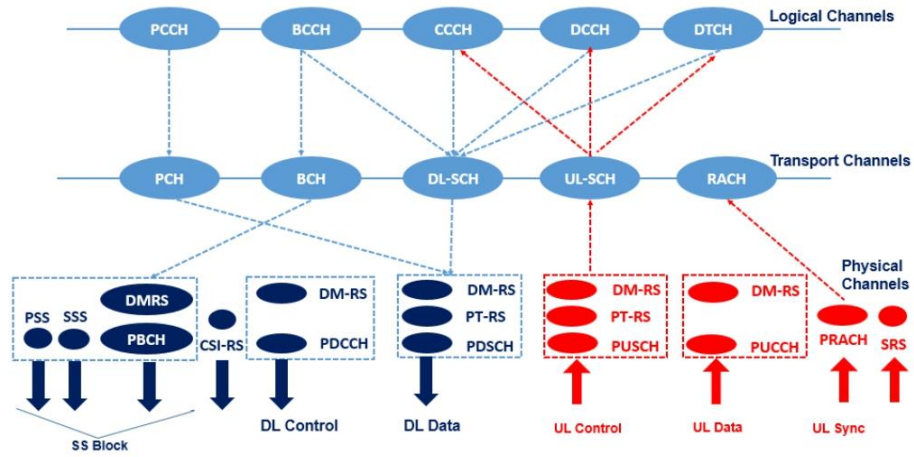 Logical Channels
PCCH BCCH CCCH DCCH DTCH
Transport Channels
PCH BCH DL-SCH UL-SCH RACH
Physical Channels
DMRS DM-RS DM-RS DM-RS DM-RS
PSS SSS PT-RS PT-RS
PBCH CSI-RS PDCCH PDSCH PUSCH PUCCH PRACH SRS
DL Control DL Data UL Control UL Data UL Sync
SS Block